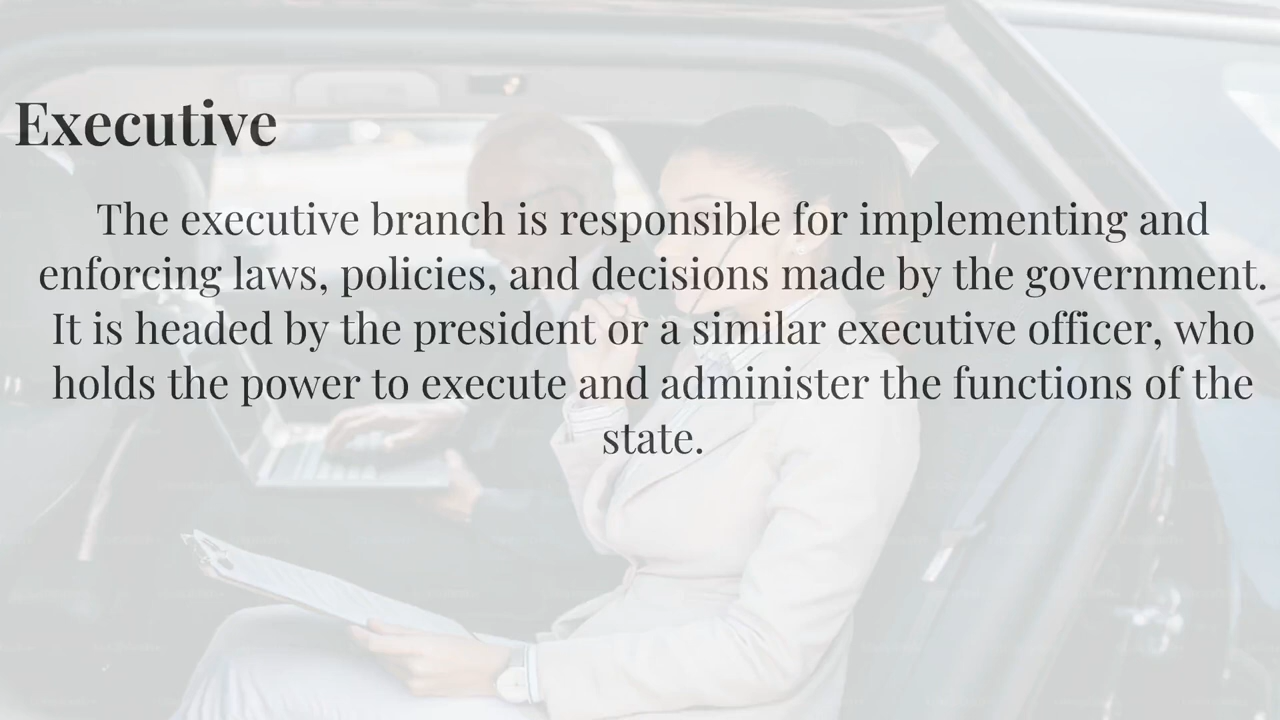 Executive
The executive branch is responsible for implementing and
enforcing laws, policies, and decisions made by the government.
It is headed by the president or a similar executive officer, who
holds the power to execute and administer the functions of the
state.